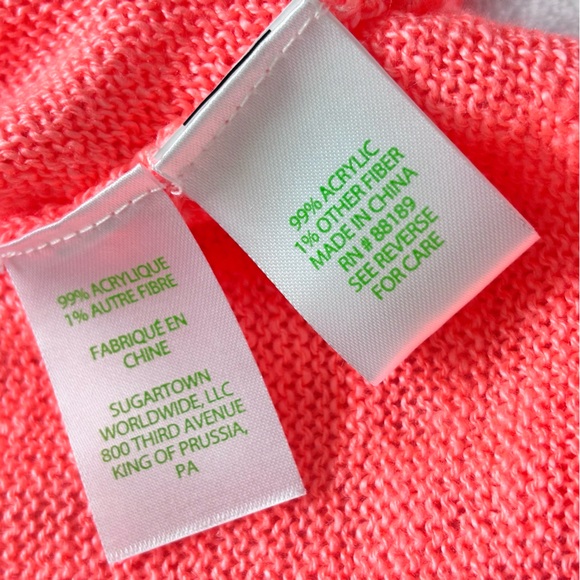 99% ACRYLIQUE
1% AUTRE FIBRE
FABRIQUÉ EN
CHINE
SUGARTOWN
WORLDWIDE, LLC
800 THIRD AVENUE
KING OF PRUSSIA,
PA
99% ACRYLIC
1% OTHER FIBER
MADE IN CHINA
RN # 88189
SEE REVERSE
FOR CARE